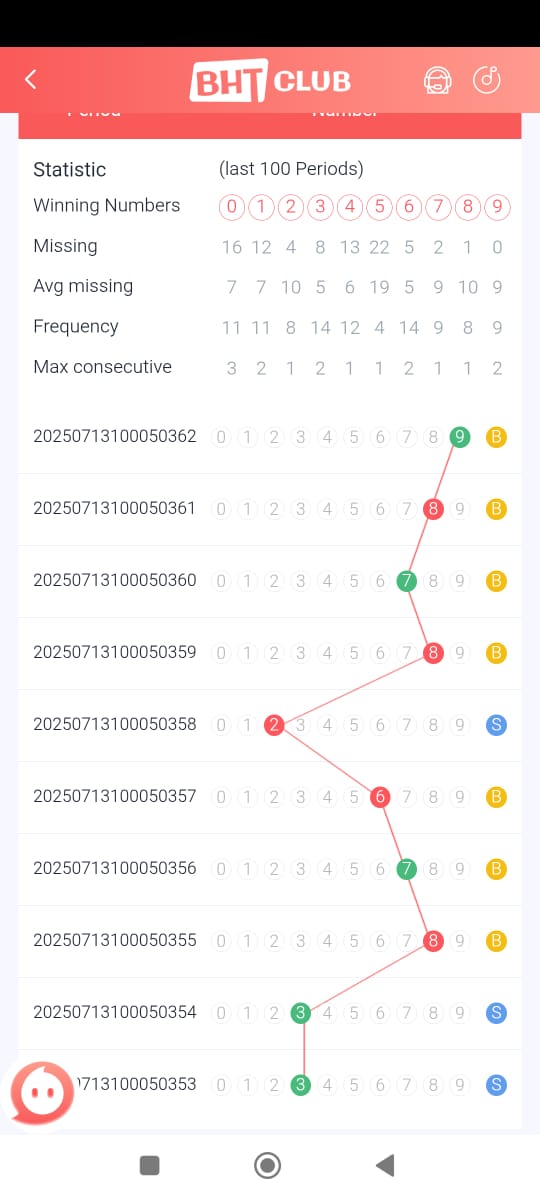 BHT CLUB
Period Number
Statistic (last 100 Periods)
Winning Numbers 0 1 2 3 4 5 6 7 8 9
Missing 16 12 4 8 13 22 5 2 1 0
Avg missing 7 7 10 5 6 19 5 9 10 9
Frequency 11 11 8 14 12 4 14 9 8 9
Max consecutive 3 2 1 2 1 1 2 1 1 2
20250713100050362 0 1 2 3 4 5 6 7 8 9 B
20250713100050361 0 1 2 3 4 5 6 7 8 9 B
20250713100050360 0 1 2 3 4 5 6 7 8 9 B
20250713100050359 0 1 2 3 4 5 6 7 8 9 B
20250713100050358 0 1 2 3 4 5 6 7 8 9 S
20250713100050357 0 1 2 3 4 5 6 7 8 9 B
20250713100050356 0 1 2 3 4 5 6 7 8 9 B
20250713100050355 0 1 2 3 4 5 6 7 8 9 B
20250713100050354 0 1 2 3 4 5 6 7 8 9 S
713100050353 0 1 2 3 4 5 6 7 8 9 S